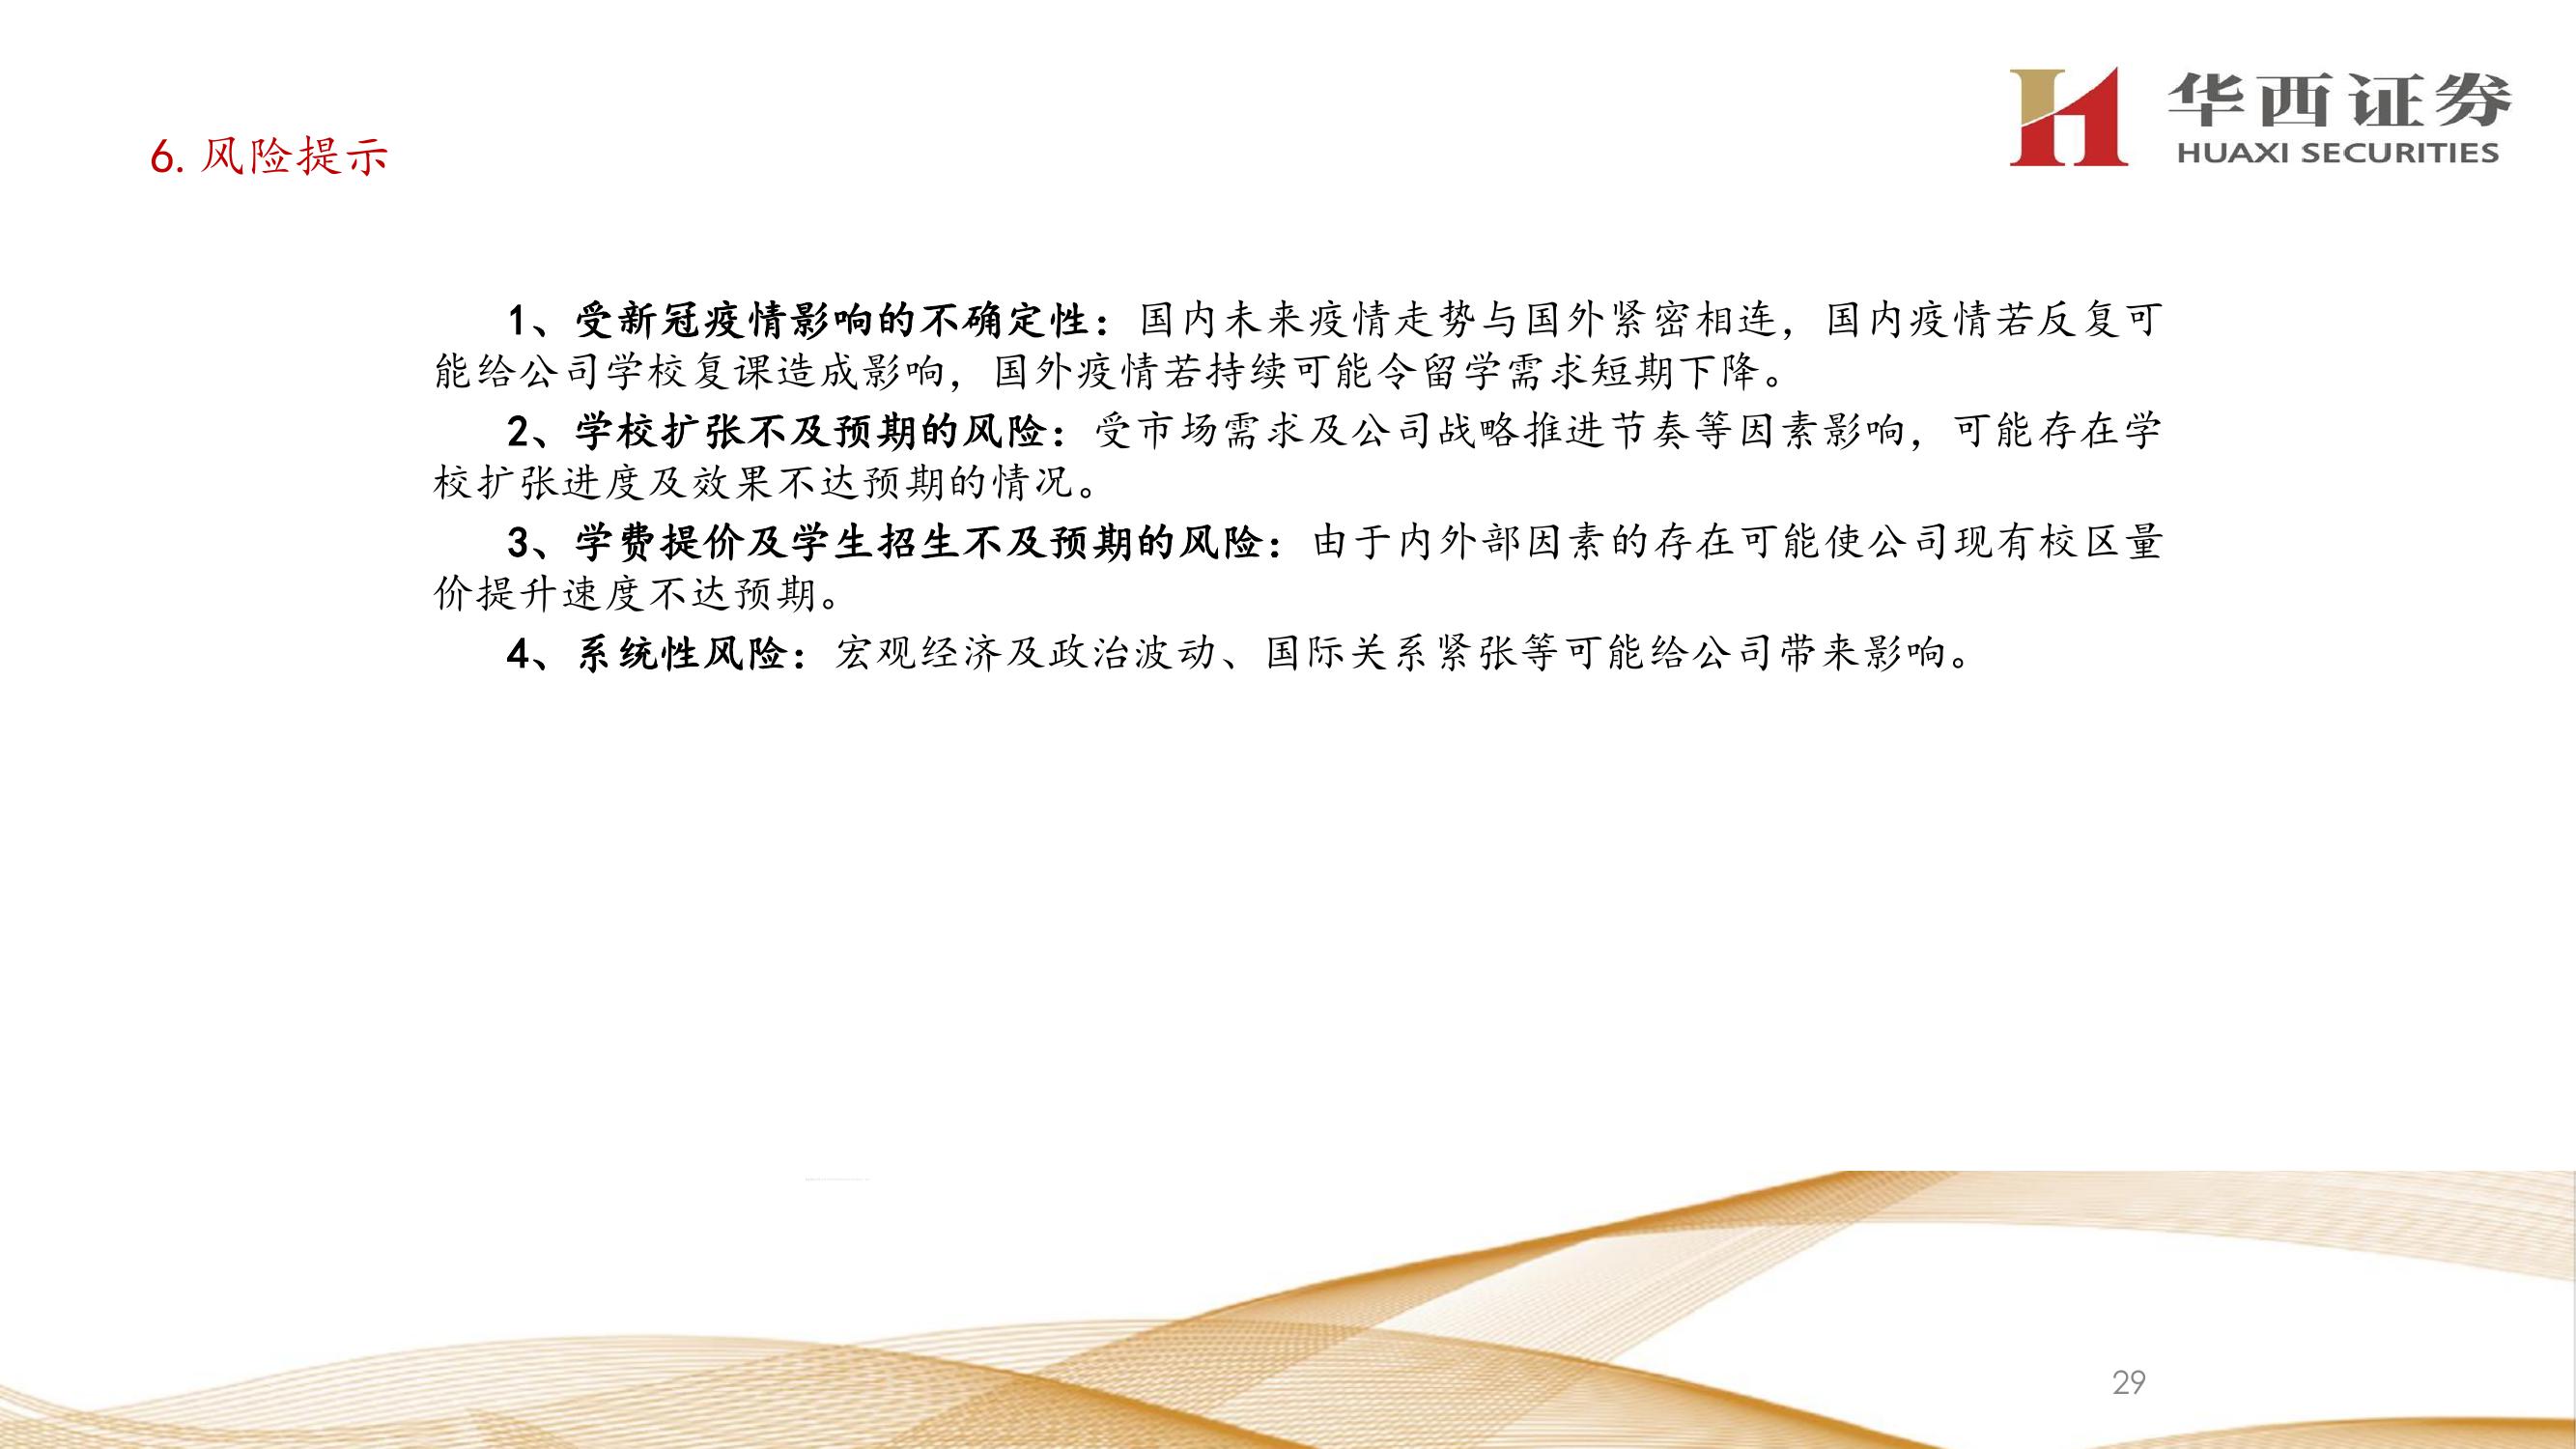 华西证券
HUAXI SECURITIES
6. 风险提示
1、受新冠疫情影响的不确定性：国内未来疫情走势与国外紧密相连，国内疫情若反复可
能给公司学校复课造成影响，国外疫情若持续可能令留学需求短期下降。
2、学校扩张不及预期的风险：受市场需求及公司战略推进节奏等因素影响，可能存在学
校扩张进度及效果不达预期的情况。
3、学费提价及学生招生不及预期的风险：由于内外部因素的存在可能使公司现有校区量
价提升速度不达预期。
4、系统性风险：宏观经济及政治波动、国际关系紧张等可能给公司带来影响。
29